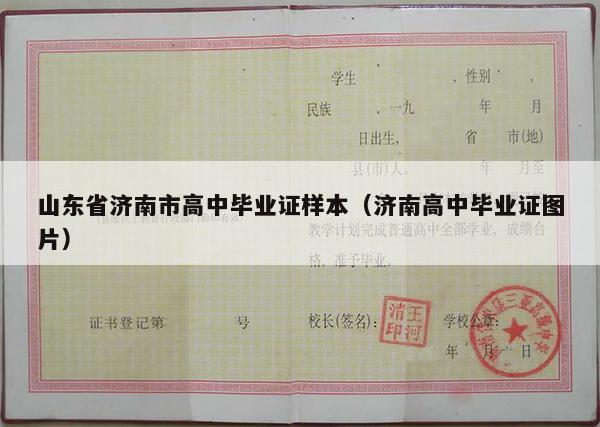 学生　　　，性别　　，
民族　　　，一九　　年　　月
日出生，　　　省　　市(地)
县(市)人。　　　年　　月至
山东省济南市高中毕业证样本（济南高中毕业证图
片）
教学计划完成普通高中全部学业，成绩合
格，准予毕业。
证书登记第　　　号
校长(签名)：
王河清印
学校公章：
年　月　日